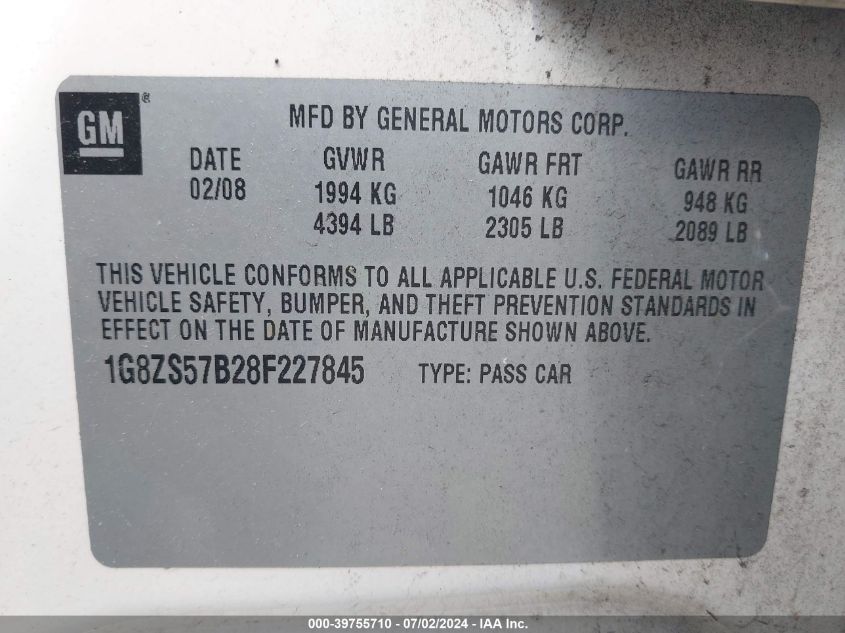 GM®
MFD BY GENERAL MOTORS CORP.
DATE GVWR GAWR FRT GAWR RR
02/08 1994 KG 1046 KG 948 KG
4394 LB 2305 LB 2089 LB
THIS VEHICLE CONFORMS TO ALL APPLICABLE U.S. FEDERAL MOTOR
VEHICLE SAFETY, BUMPER, AND THEFT PREVENTION STANDARDS IN
EFFECT ON THE DATE OF MANUFACTURE SHOWN ABOVE.
1G8ZS57B28F227845 TYPE: PASS CAR
000-39755710 - 07/02/2024 - IAA Inc.